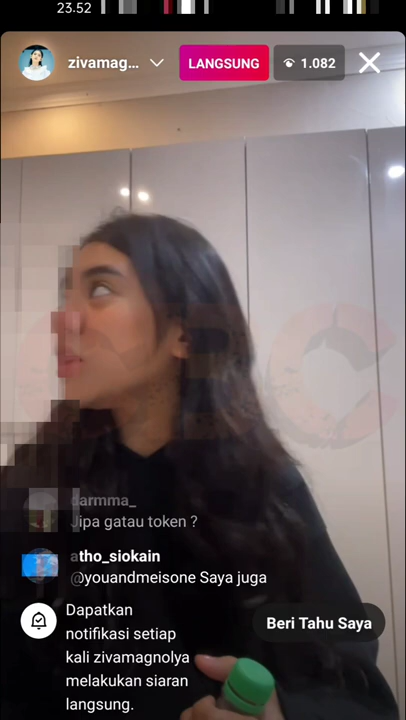 23.52
zivamag...
LANGSUNG
1.082
darmma_
Jipa gatau token ?
atho_siokain
@youandmeisone Saya juga
Dapatkan
notifikasi setiap
kali zivamagnolya
melakukan siaran
langsung.
Beri Tahu Saya